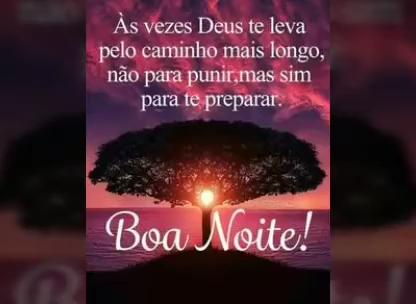 Às vezes Deus te leva
pelo caminho mais longo,
não para punir,mas sim
para te preparar.
Boa Noite!